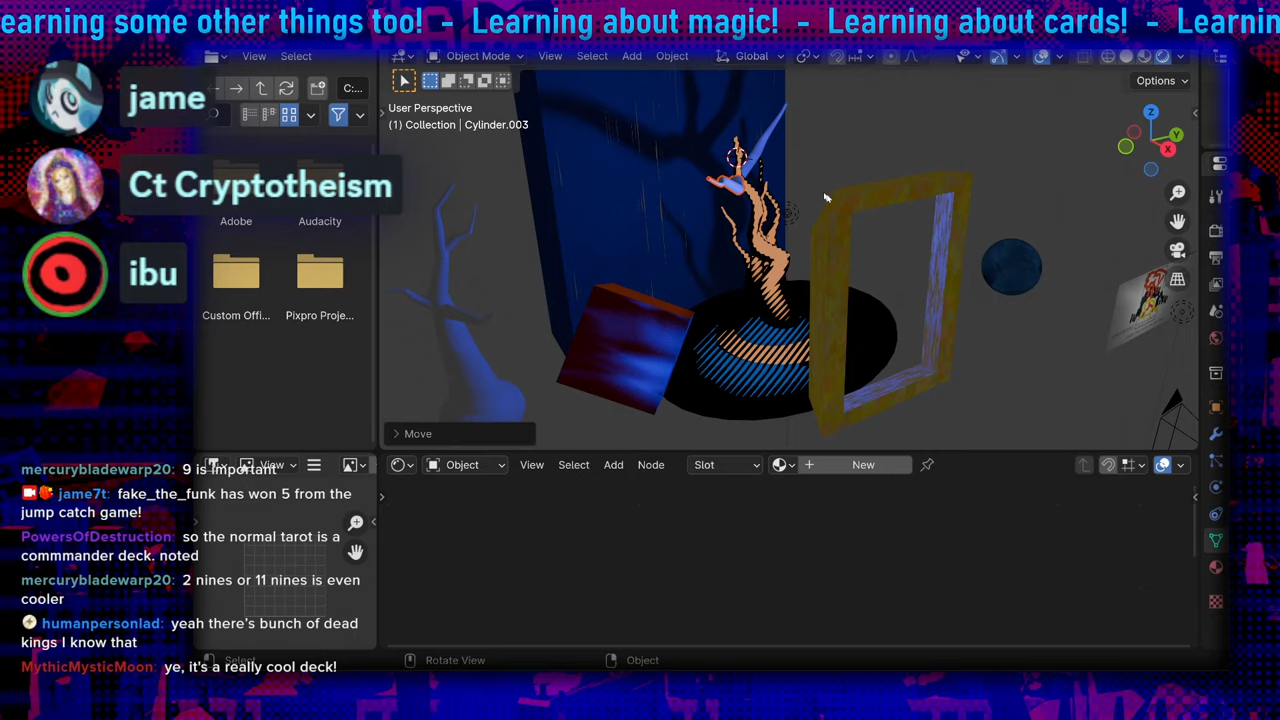 earning some other things too! - Learning about magic! - Learning about cards! - Learnin
View Select
Object Mode View Select Add Object Global
C:...
Options
jame
User Perspective
(1) Collection | Cylinder.003
Z
Y
X
Ct Cryptotheism
Adobe Audacity
ibu
Custom Offi... Pixpro Proje...
Move
View
Object View Select Add Node Slot New
mercurybladewarp20: 9 is important
jame7t: fake_the_funk has won 5 from the
jump catch game!
PowersOfDestruction: so the normal tarot is a
commmander deck. noted
mercurybladewarp20: 2 nines or 11 nines is even
cooler
humanpersonlad: yeah there's bunch of dead
kings I know that
MythicMysticMoon: ye, it's a really cool deck!
Select Rotate View Object